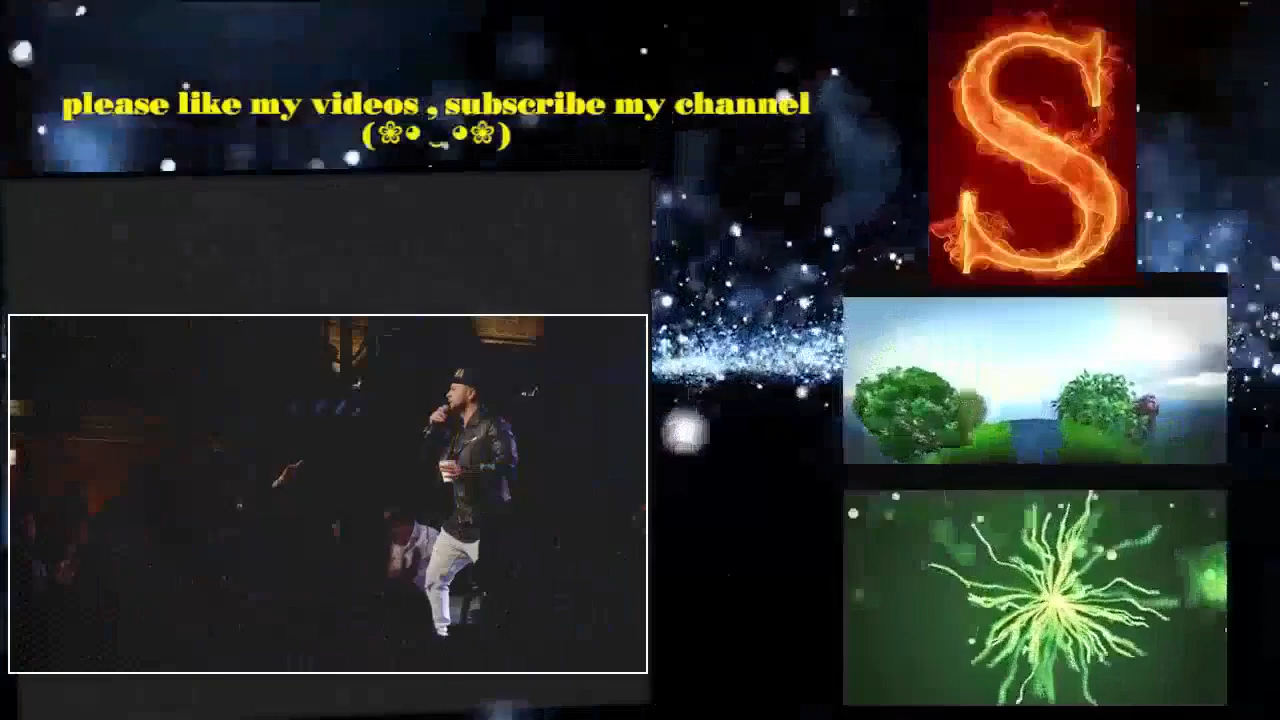 please like my videos , subscribe my channel
(❀◕ ‿ ◕❀)
S